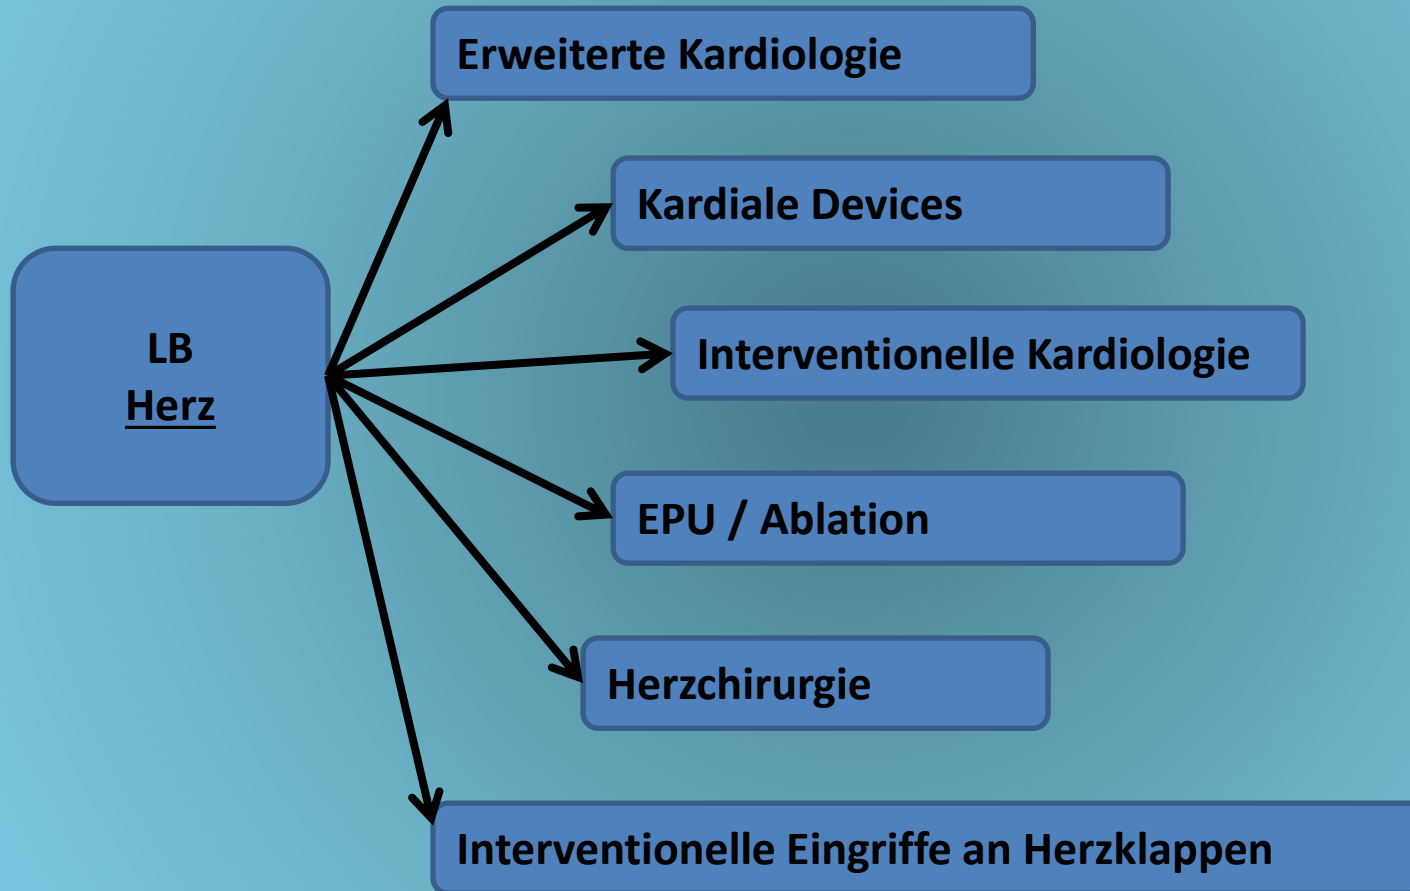 Erweiterte Kardiologie
Kardiale Devices
LB
Herz
Interventionelle Kardiologie
EPU / Ablation
Herzchirurgie
Interventionelle Eingriffe an Herzklappen